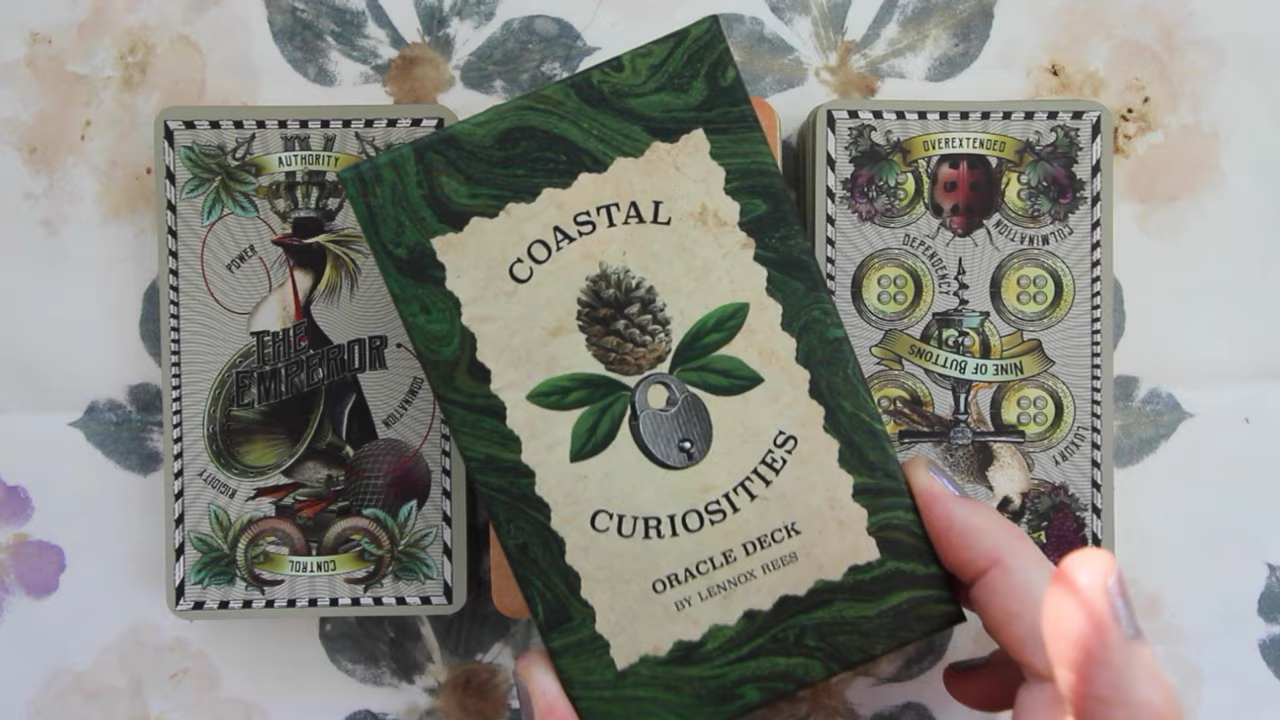 AUTHORITY
POWER
THE
EMPEROR
DOMINATION
RIGIDITY
CONTROL
COASTAL
CURIOSITIES
ORACLE DECK
BY LENNOX REES
OVEREXTENDED
CULMINATION
DEPENDENCY
NINE OF BUTTONS
LUXURY